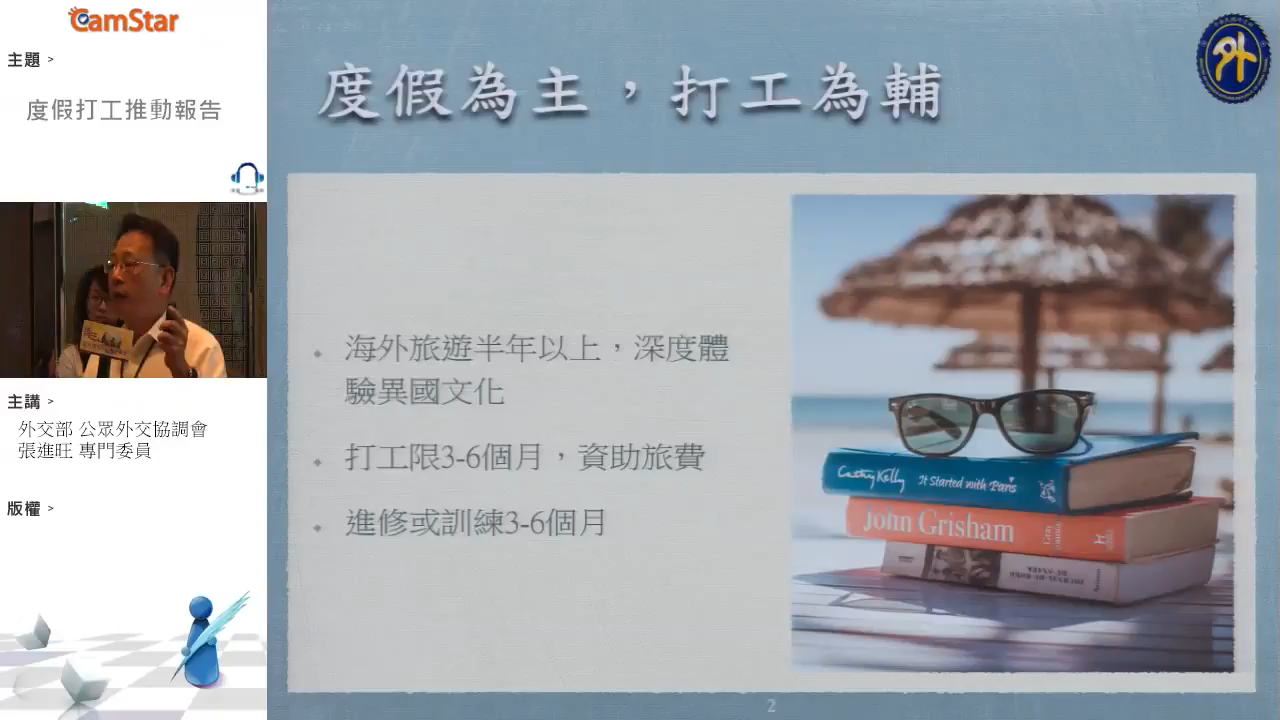 CamStar
主題 >
度假打工推動報告
主講 >
外交部 公眾外交協調會
張進旺 專門委員
版權 >
度假為主，打工為輔
外
海外旅遊半年以上，深度體
驗異國文化
打工限3-6個月，資助旅費
進修或訓練3-6個月
Cathy Kelly It Started with Paris
John Grisham
2